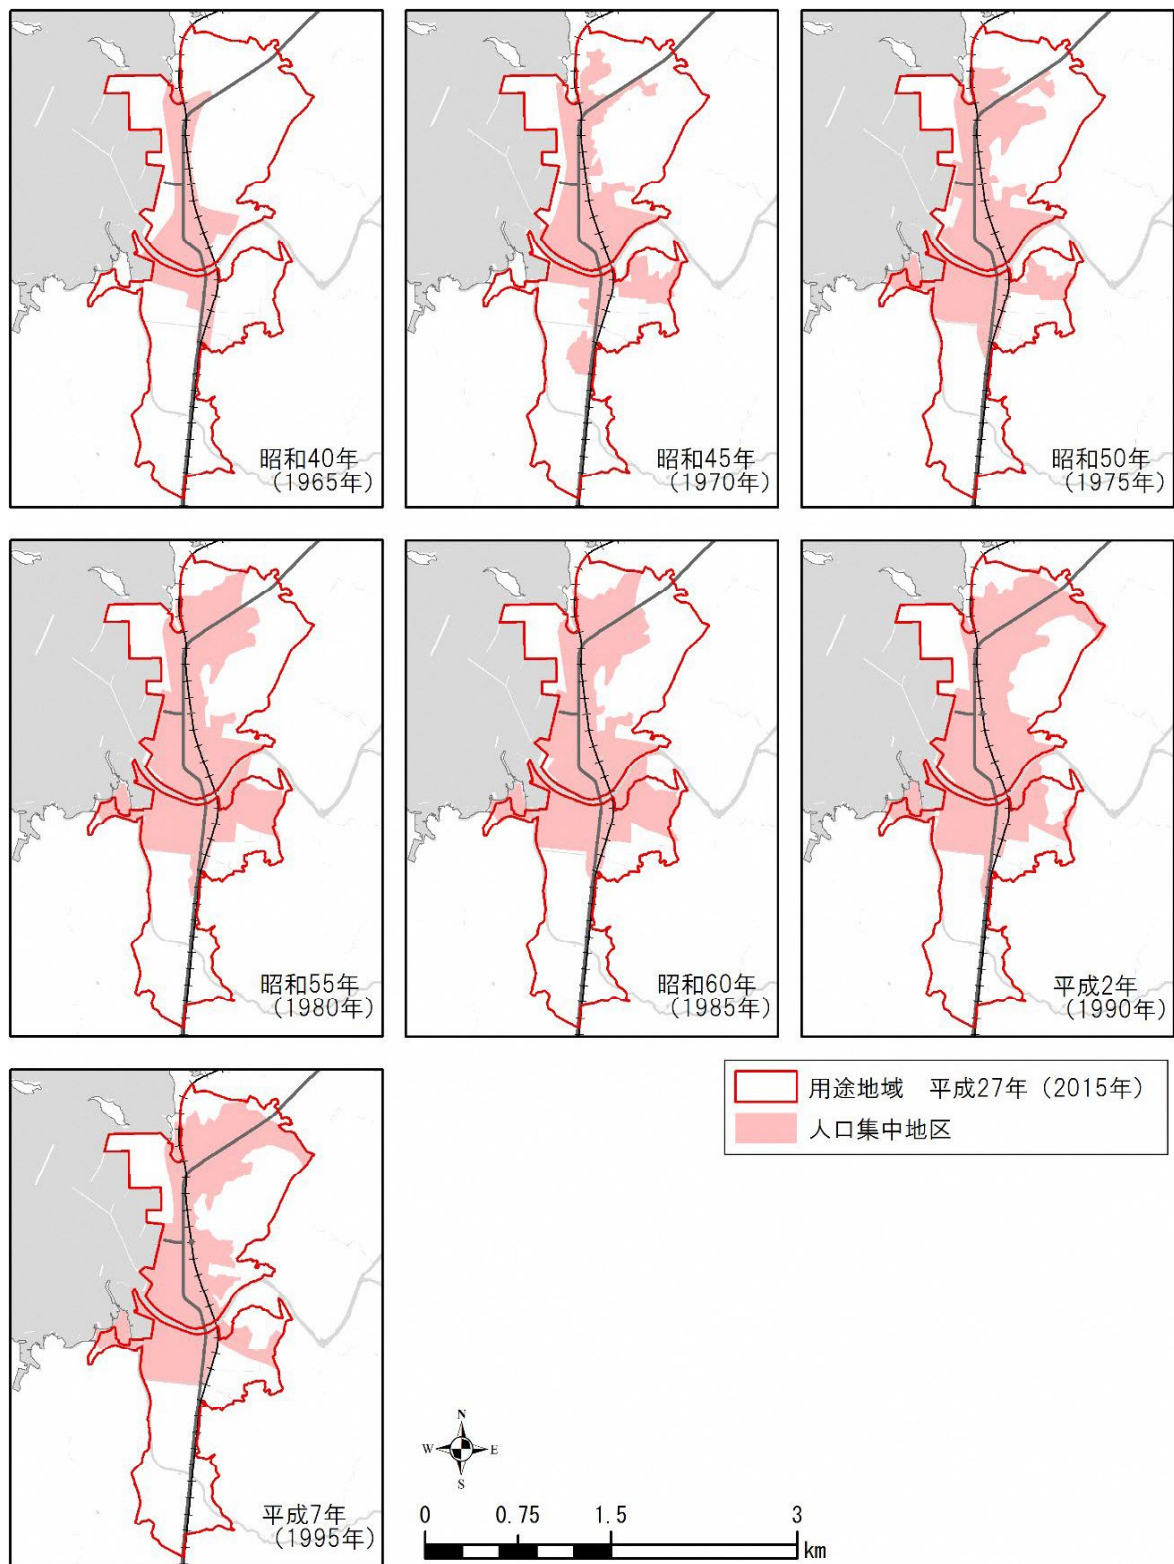 昭和40年
（1965年）
昭和45年
（1970年）
昭和50年
（1975年）
昭和55年
（1980年）
昭和60年
（1985年）
平成2年
（1990年）
用途地域　平成27年（2015年）
人口集中地区
平成7年
（1995年）
N
W E
S
0 0.75 1.5 3
km